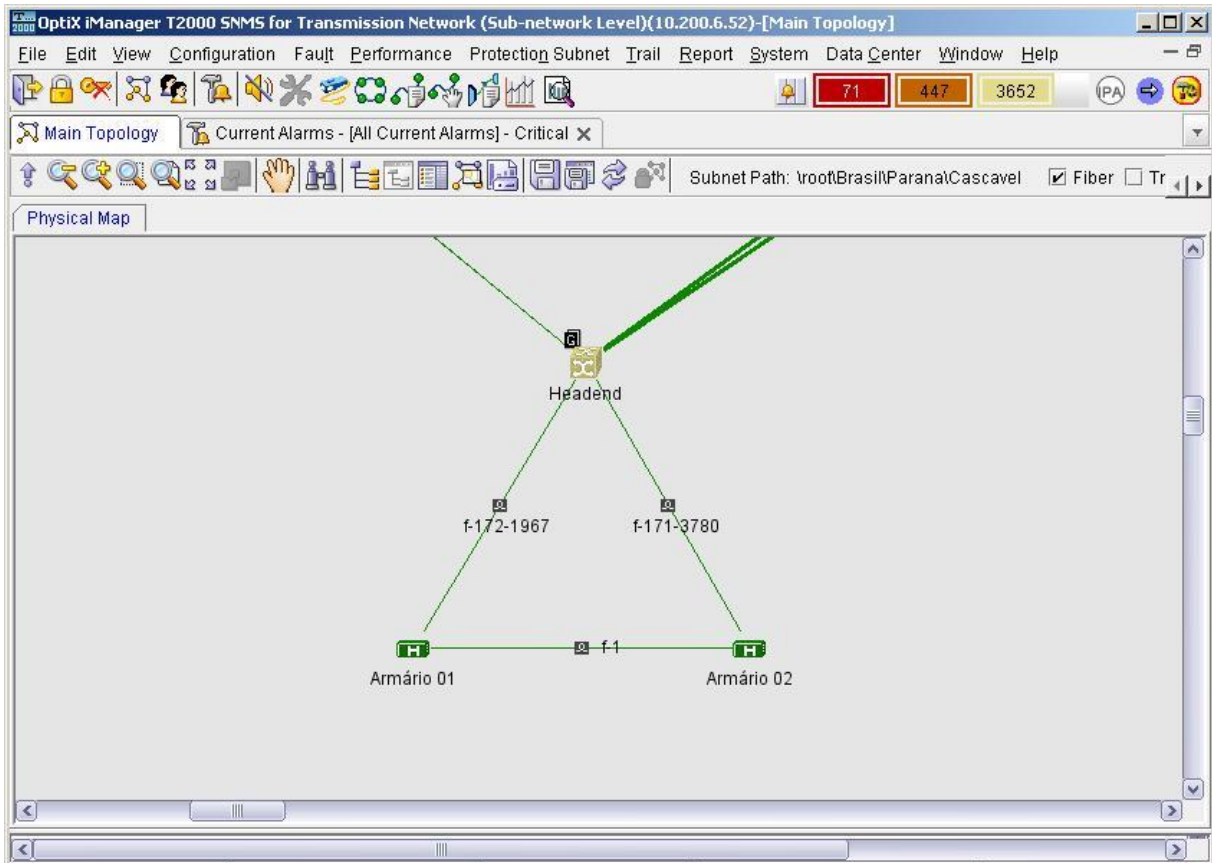 OptiX iManager T2000 SNMS for Transmission Network (Sub-network Level)(10.200.6.52)-[Main Topology]
File Edit View Configuration Fault Performance Protection Subnet Trail Report System Data Center Window Help
71 447 3652 IPA
Main Topology Current Alarms - [All Current Alarms] - Critical
Subnet Path: \root\Brasil\Parana\Cascavel Fiber Tr
Physical Map
G
Headend
f-172-1967 f-171-3780
H f-1 H
Armário 01 Armário 02